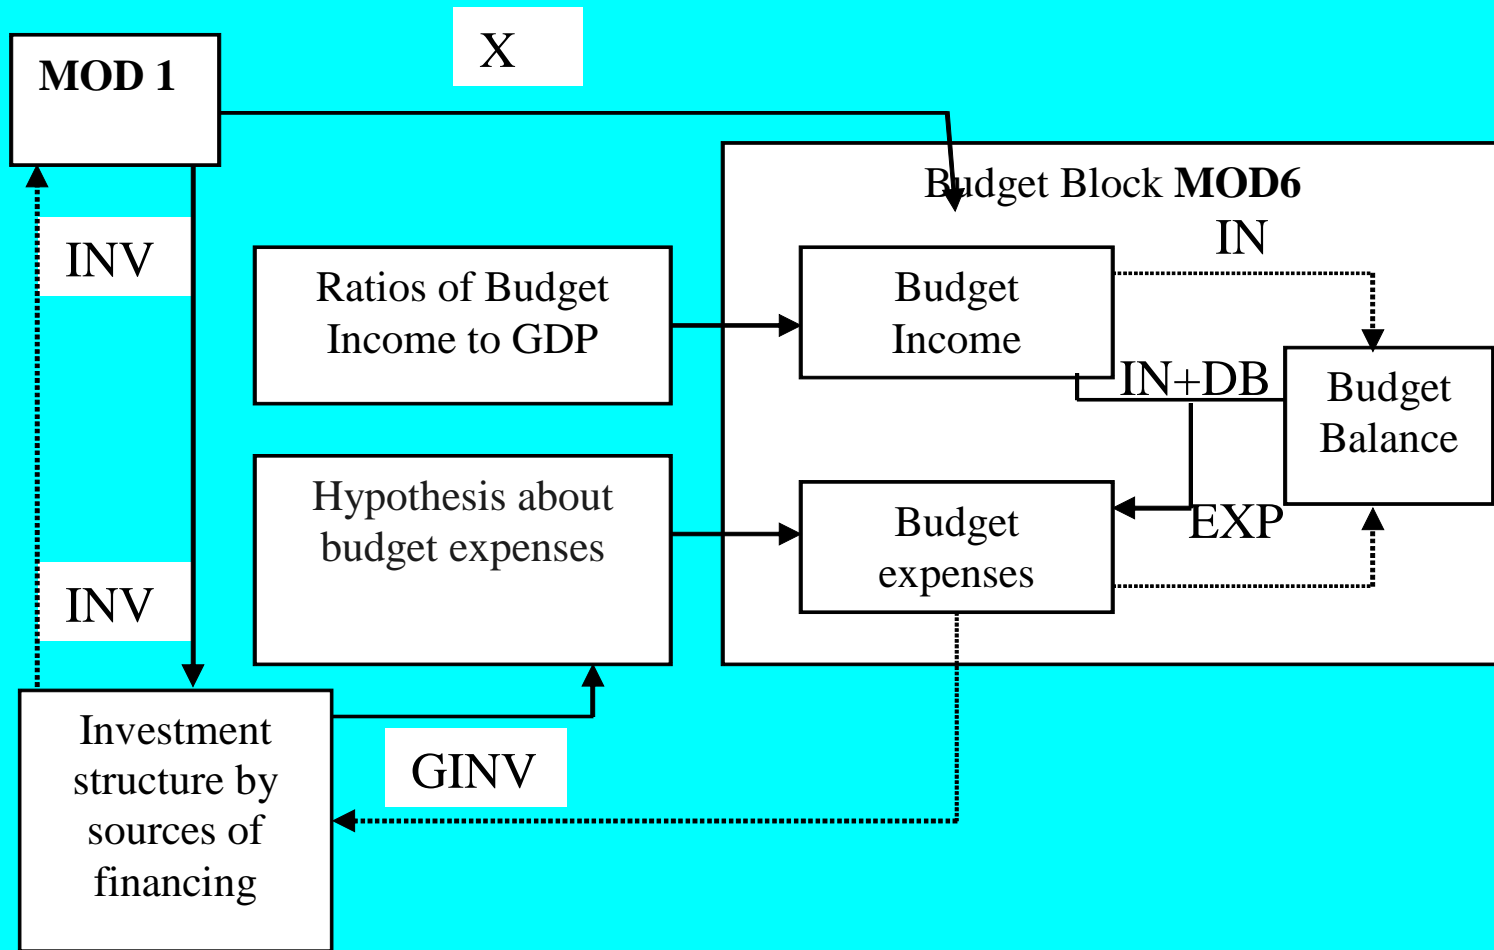 X
MOD 1
Budget Block MOD6
IN
INV
Ratios of Budget
Income to GDP
Budget
Income
IN+DB
Budget
Balance
Hypothesis about
budget expenses
Budget
expenses
EXP
INV
Investment
structure by
sources of
financing
GINV